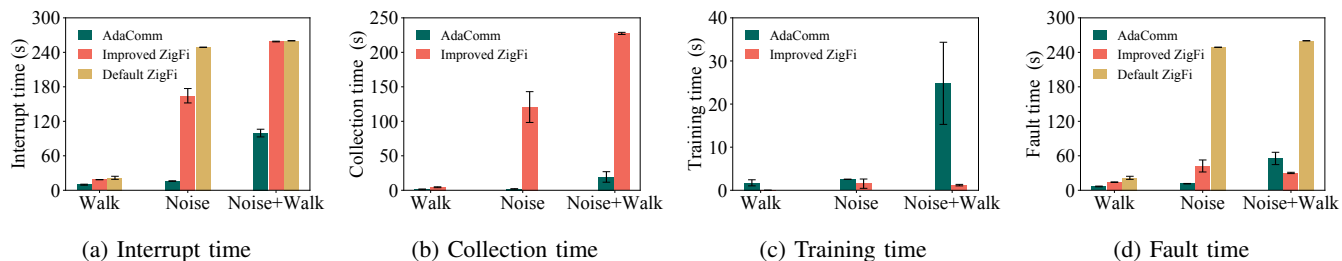 Interrupt time (s)
300
240
180
120
60
0
AdaComm
Improved ZigFi
Default ZigFi
Walk Noise Noise+Walk
(a) Interrupt time
Collection time (s)
250
200
150
100
50
0
AdaComm
Improved ZigFi
Walk Noise Noise+Walk
(b) Collection time
Training time (s)
40
30
20
10
0
AdaComm
Improved ZigFi
Walk Noise Noise+Walk
(c) Training time
Fault time (s)
300
240
180
120
60
0
AdaComm
Improved ZigFi
Default ZigFi
Walk Noise Noise+Walk
(d) Fault time